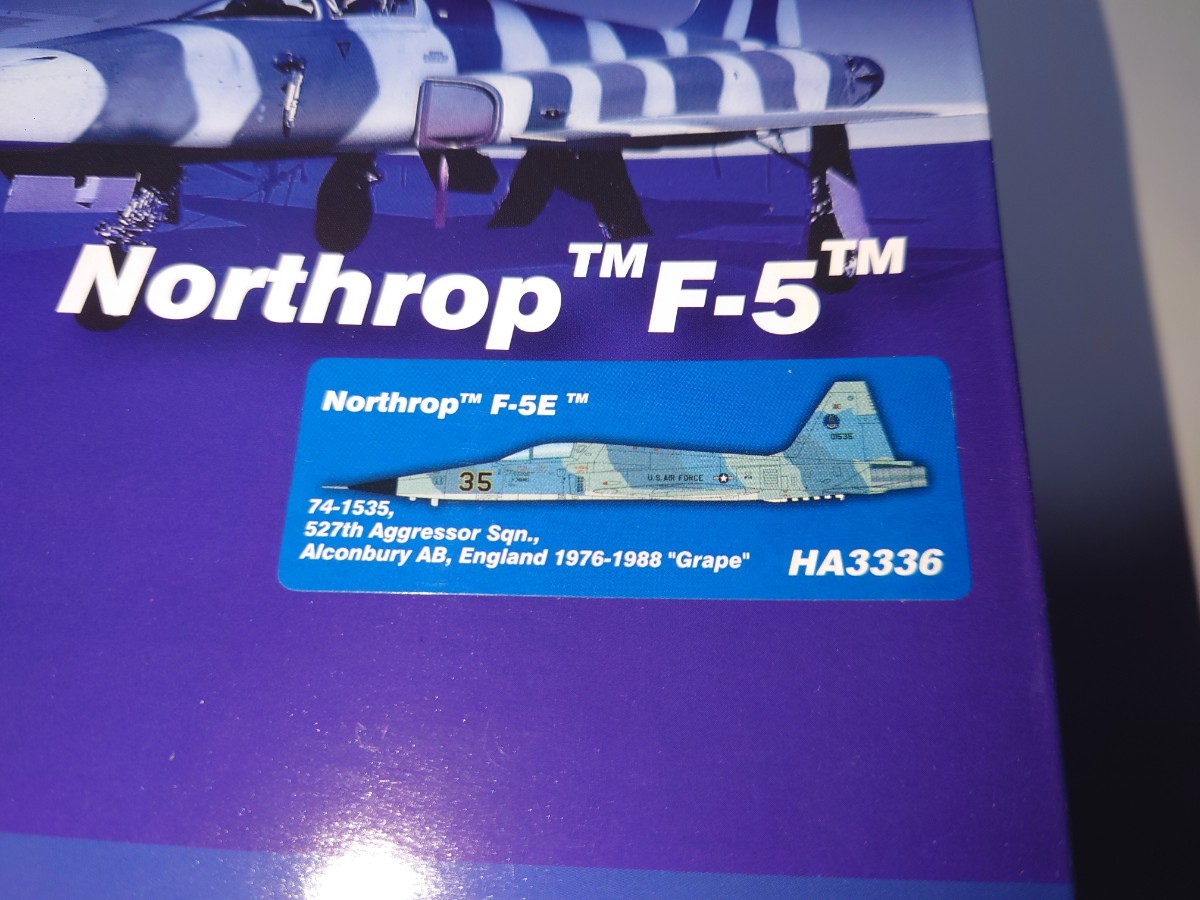 Northrop™ F-5™
Northrop™ F-5E ™
01535
35
U.S. AIR FORCE
74-1535,
527th Aggressor Sqn.,
Alconbury AB, England 1976-1988 "Grape"
HA3336